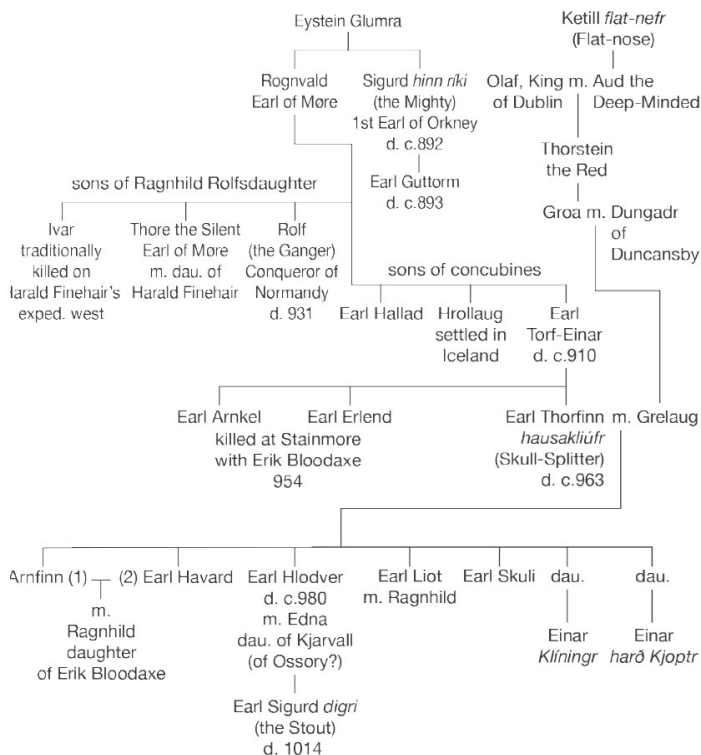 Eystein Glumra
Ketill flat-nefr
(Flat-nose)
Rognvald
Earl of Møre
Sigurd hinn ríki
(the Mighty)
1st Earl of Orkney
d. c.892
Olaf, King m. Aud the
of Dublin Deep-Minded
Earl Guttorm
d. c.893
Thorstein
the Red
sons of Ragnhild Rolfsdaughter
Groa m. Dungadr
of
Duncansby
Ivar
traditionally
killed on
Harald Finehair's
exped. west
Thore the Silent
Earl of Møre
m. dau. of
Harald Finehair
Rolf
(the Ganger)
Conqueror of
Normandy
d. 931
sons of concubines
Earl Hallad
Hrollaug
settled in
Iceland
Earl
Torf-Einar
d. c.910
Earl Arnkel Earl Erlend
killed at Stainmore
with Erik Bloodaxe
954
Earl Thorfinn m. Grelaug
hausakliúfr
(Skull-Splitter)
d. c.963
Arnfinn (1) (2) Earl Havard
m.
Ragnhild
daughter
of Erik Bloodaxe
Earl Hlodver
d. c.980
m. Edna
dau. of Kjarvall
(of Ossory?)
Earl Liot
m. Ragnhild
Earl Skuli
dau.
dau.
Einar
Klíningr
Einar
harð Kjoptr
Earl Sigurd digri
(the Stout)
d. 1014